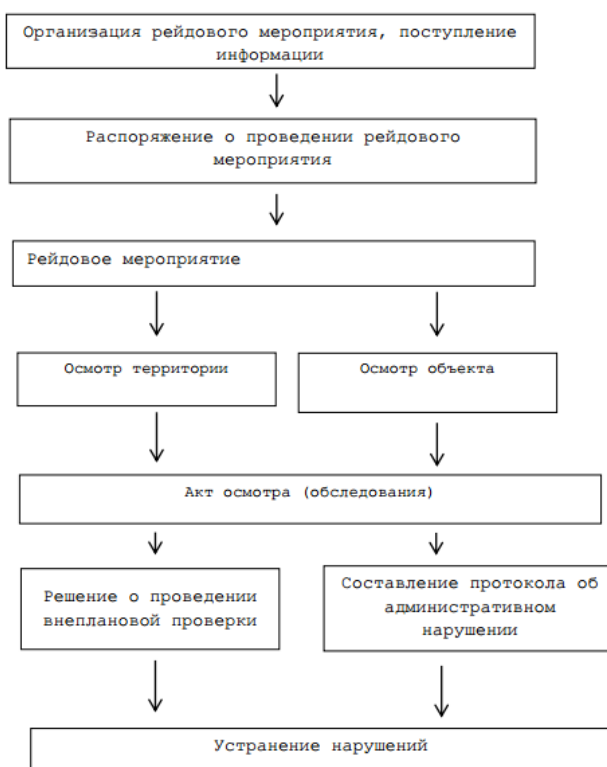 Организация рейдового мероприятия, поступление
информации
Распоряжение о проведении рейдового
мероприятия
Рейдовое мероприятие
Осмотр территории
Осмотр объекта
Акт осмотра (обследования)
Решение о проведении
внеплановой проверки
Составление протокола об
административном
нарушении
Устранение нарушений